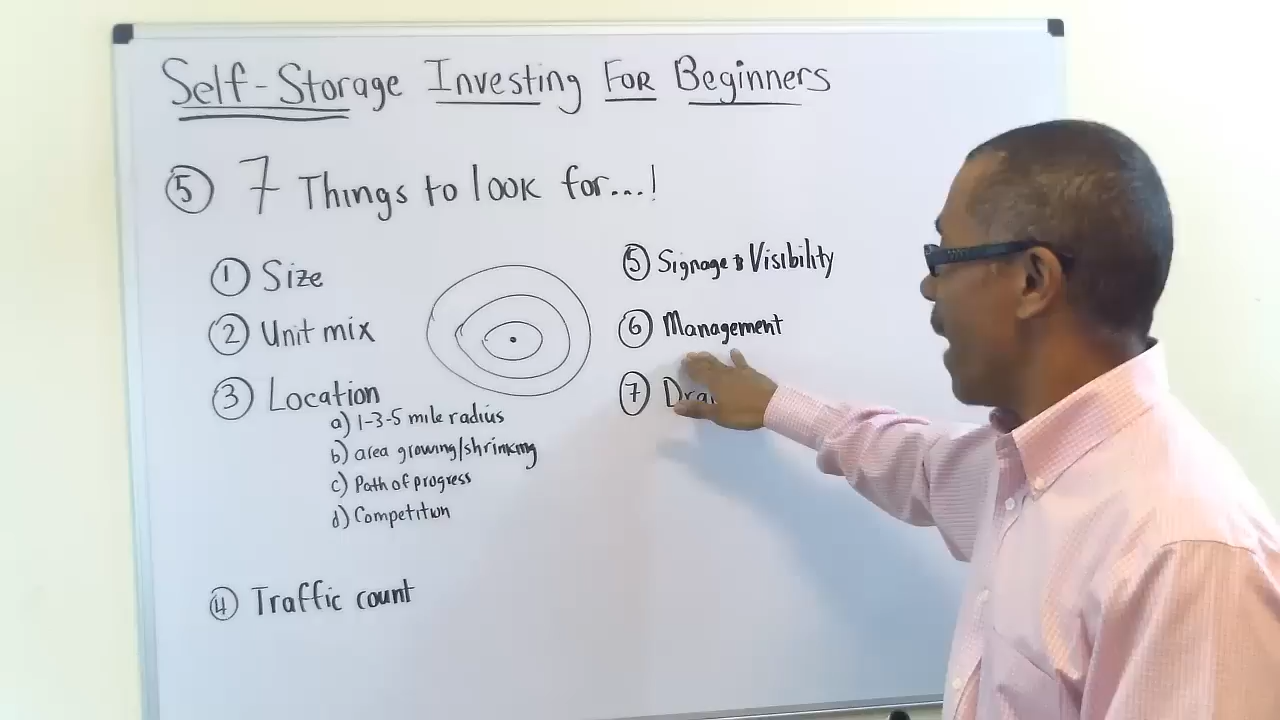 Self-Storage Investing FOR Beginners
5 7 Things to look for...!
1 Size
2 Unit mix
3 Location
a) 1-3-5 mile radius
b) area growing/shrinking
c) Path of progress
d) Competition
4 Traffic count
5 Signage & Visibility
6 Management
7